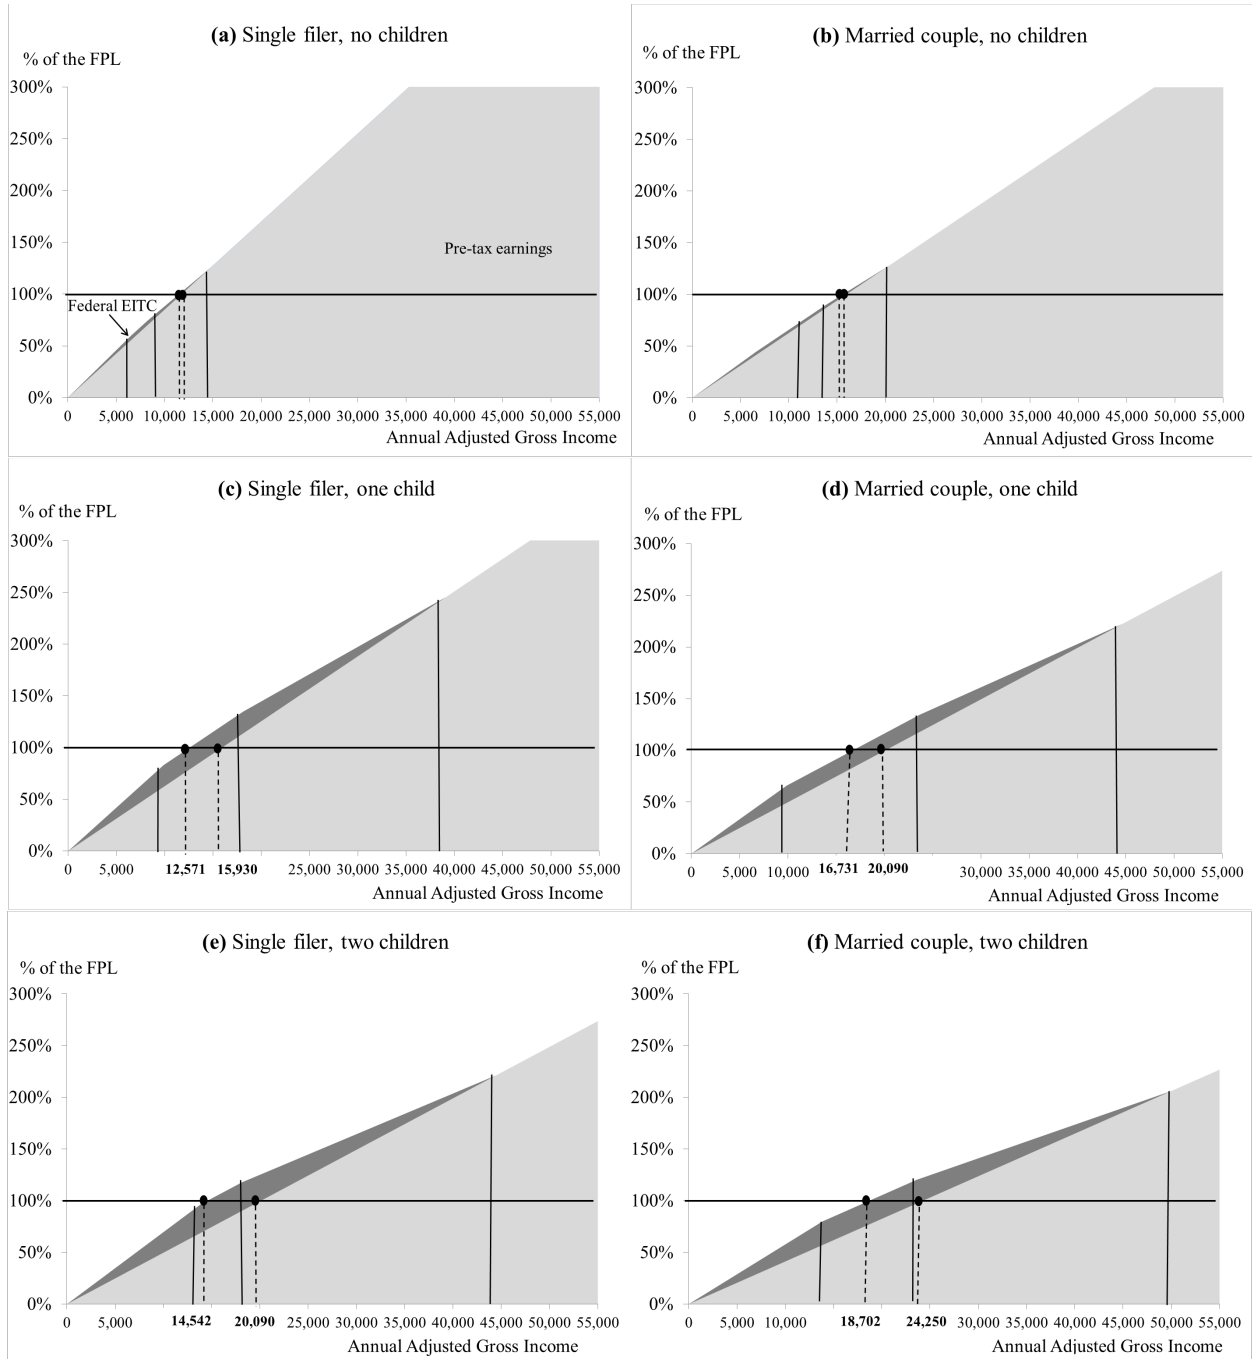 (a) Single filer, no children
% of the FPL
300%
250%
200%
150%
100%
50%
0%
Pre-tax earnings
Federal EITC
0 5,000 10,000 15,000 20,000 25,000 30,000 35,000 40,000 45,000 50,000 55,000
Annual Adjusted Gross Income
(b) Married couple, no children
% of the FPL
300%
250%
200%
150%
100%
50%
0%
0 5,000 10,000 15,000 20,000 25,000 30,000 35,000 40,000 45,000 50,000 55,000
Annual Adjusted Gross Income
(c) Single filer, one child
% of the FPL
300%
250%
200%
150%
100%
50%
0%
0 5,000 12,571 15,930 25,000 30,000 35,000 40,000 45,000 50,000 55,000
Annual Adjusted Gross Income
(d) Married couple, one child
% of the FPL
300%
250%
200%
150%
100%
50%
0%
0 5,000 10,000 16,731 20,090 30,000 35,000 40,000 45,000 50,000 55,000
Annual Adjusted Gross Income
(e) Single filer, two children
% of the FPL
300%
250%
200%
150%
100%
50%
0%
0 5,000 14,542 20,090 25,000 30,000 35,000 40,000 45,000 50,000 55,000
Annual Adjusted Gross Income
(f) Married couple, two children
% of the FPL
300%
250%
200%
150%
100%
50%
0%
0 5,000 10,000 18,702 24,250 30,000 35,000 40,000 45,000 50,000 55,000
Annual Adjusted Gross Income